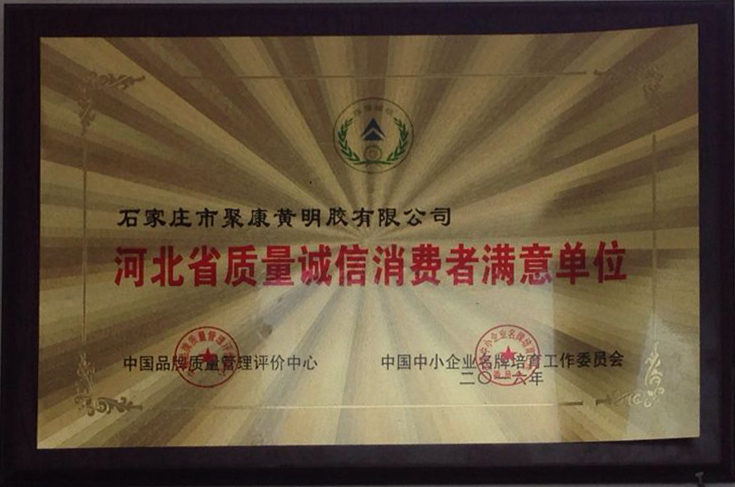 石家庄市聚康黄明胶有限公司
河北省质量诚信消费者满意单位
中国品牌质量管理评价中心
中国中小企业名牌培育工作委员会
二〇一六年